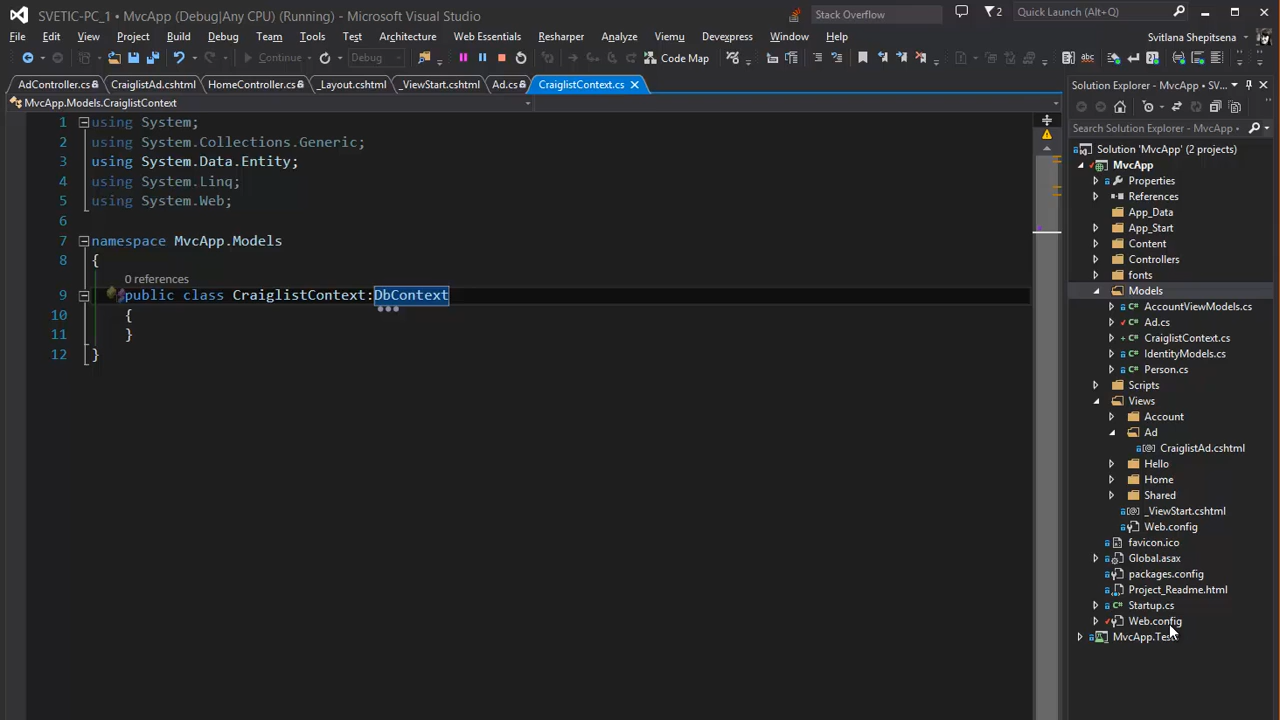 SVETIC-PC_1 - MvcApp (Debug|Any CPU) (Running) - Microsoft Visual Studio
Stack Overflow
2
Quick Launch (Alt+Q)
File Edit View Project Build Debug Team Tools Test Architecture Web Essentials Resharper Analyze Viemu Devexpress Window Help
Svitlana Shepitsena
Continue
Debug
Code Map
AdController.cs CraiglistAd.cshtml HomeController.cs _Layout.cshtml _ViewStart.cshtml Ad.cs CraiglistContext.cs
MvcApp.Models.CraiglistContext
1 using System;
2 using System.Collections.Generic;
3 using System.Data.Entity;
4 using System.Linq;
5 using System.Web;
6
7 namespace MvcApp.Models
8 {
0 references
9 public class CraiglistContext:DbContext
10 {
11 }
12 }
Solution Explorer - MvcApp • SV...
Search Solution Explorer - MvcApp
Solution 'MvcApp' (2 projects)
MvcApp
Properties
References
App_Data
App_Start
Content
Controllers
fonts
Models
AccountViewModels.cs
Ad.cs
CraiglistContext.cs
IdentityModels.cs
Person.cs
Scripts
Views
Account
Ad
CraiglistAd.cshtml
Hello
Home
Shared
_ViewStart.cshtml
Web.config
favicon.ico
Global.asax
packages.config
Project_Readme.html
Startup.cs
Web.config
MvcApp.Tests